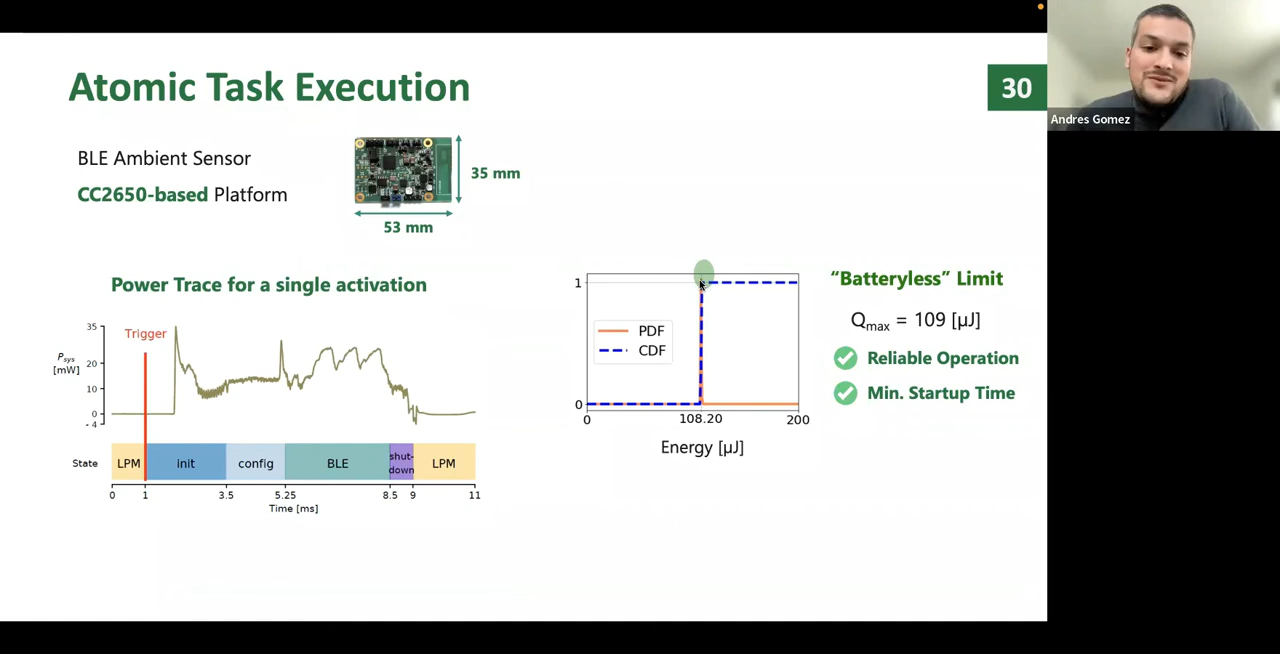 Atomic Task Execution
30
Andres Gomez
BLE Ambient Sensor
CC2650-based Platform
35 mm
53 mm
Power Trace for a single activation
Trigger
35
20
10
0
- 4
P_sys
[mW]
State
LPM
init
config
BLE
shut-
down
LPM
0
1
3.5
5.25
8.5
9
11
Time [ms]
1
0
PDF
CDF
0
108.20
200
Energy [µJ]
“Batteryless” Limit
Q_max = 109 [µJ]
Reliable Operation
Min. Startup Time